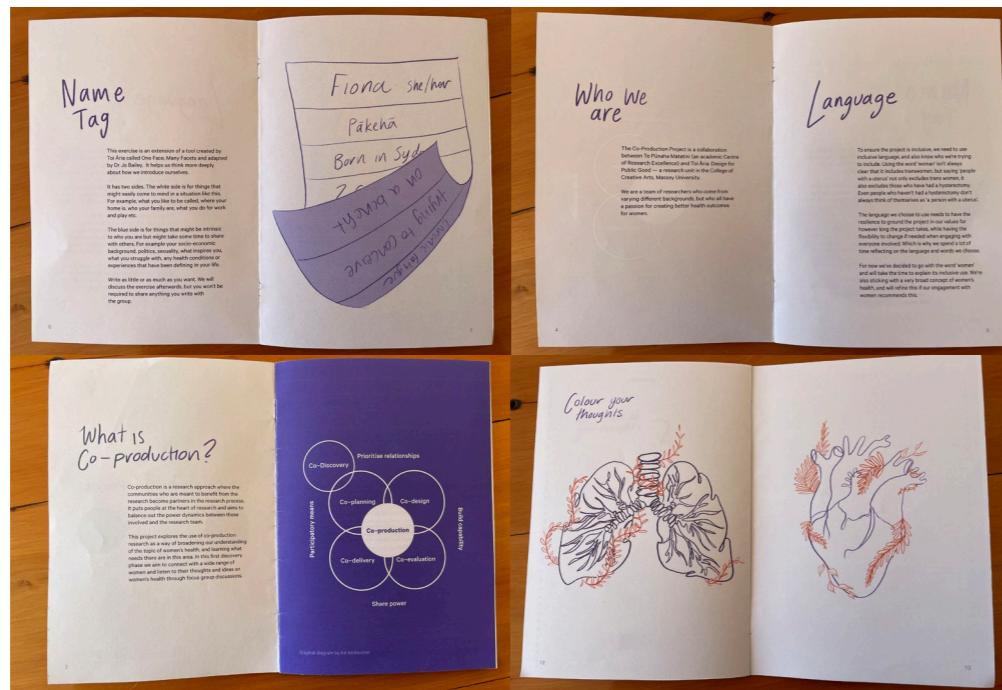 Name
Tag
This exercise is an extension of a tool created by
Toi Āria called One Face, Many Facets and adapted
by Dr Jo Bailey. It helps us think more deeply
about how we introduce ourselves.
It has two sides. The white side is for things that
might easily come to mind in a situation like this.
For example, what you like to be called, where your
home is, who your family are, what you do for work
and play etc.
The blue side is for things that might be intrinsic
to who you are but might take some time to share
with others. For example your socio-economic
background, politics, sexuality, what inspires you,
what you struggle with, any health conditions or
experiences that have been defining in your life.
Write as little or as much as you want. We will
discuss the exercise afterwards, but you won't be
required to share anything you write with
the group.
6
Fiona she/her
Pākehā
Born in Syd
on a benefit
trying to conceive
Who we
are
The Co-Production Project is a collaboration
between Te Pūnaha Matatini (an academic Centre
of Research Excellence) and Toi Āria: Design for
Public Good — a research unit in the College of
Creative Arts, Massey University.
We are a team of researchers who come from
varying different backgrounds, but who all have
a passion for creating better health outcomes
for women.
4
Language
To ensure the project is inclusive, we need to use
inclusive language, and also know who we're trying
to include. Using the word 'woman' isn't always
clear that it includes transwomen, but saying 'people
with a uterus' not only excludes trans women, it
also excludes those who have had a hysterectomy.
Even people who haven't had a hysterectomy don't
always think of themselves as 'a person with a uterus'.
The language we choose to use needs to have the
resilience to ground the project in our values for
however long the project takes, while having the
flexibility to change if needed when engaging with
everyone involved. Which is why we spend a lot of
time reflecting on the language and words we choose.
For now we've decided to go with the word 'women'
and will take the time to explain its inclusive use. We're
also sticking with a very broad concept of women's
health, and will refine this if our engagement with
women recommends this.
5
What is
Co-production?
Co-production is a research approach where the
communities who are meant to benefit from the
research become partners in the research process.
It puts people at the heart of research and aims to
balance out the power dynamics between those
involved and the research team.
This project explores the use of co-production
research as a way of broadening our understanding
of the topic of women's health, and learning what
needs there are in this area. In this first discovery
phase we aim to connect with a wide range of
women and listen to their thoughts and ideas on
women's health through focus group discussions.
Co-Discovery
Prioritise relationships
Co-planning
Co-design
Participatory means
Co-production
Build capability
Co-delivery
Co-evaluation
Share power
Original diagram by
Colour your
thoughts
12
13